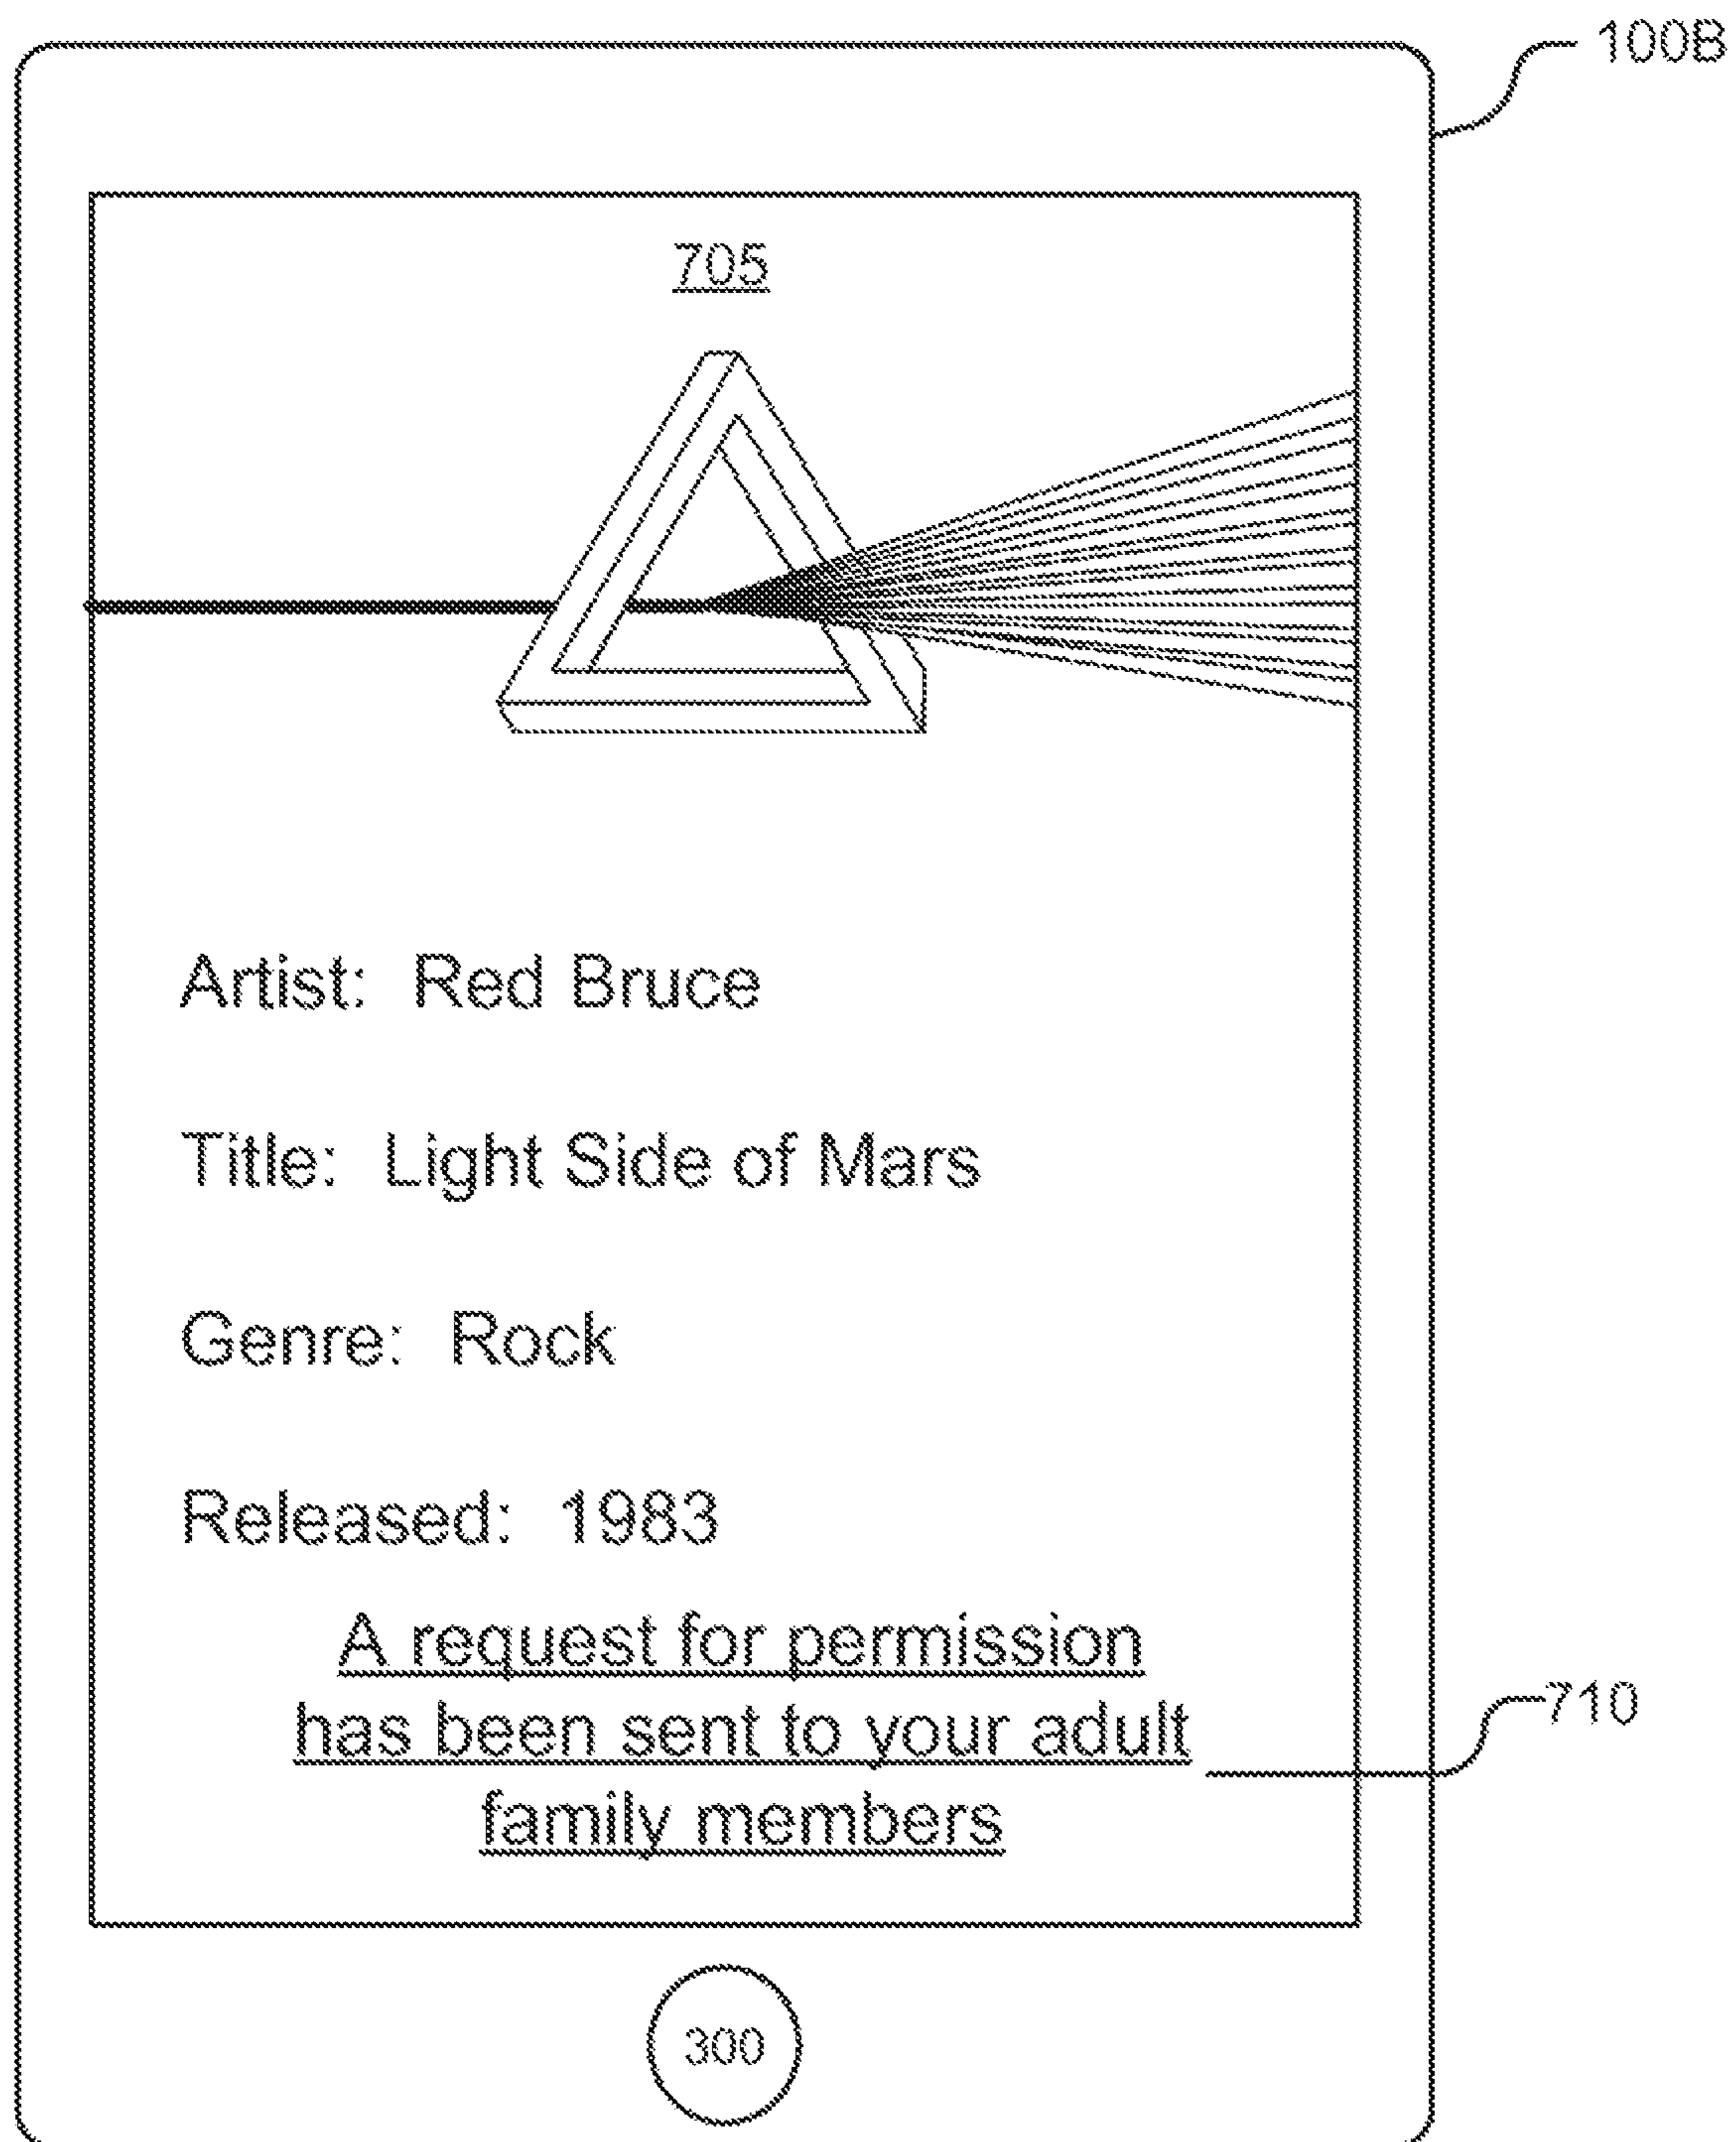 100B
705
Artist: Red Bruce
Title: Light Side of Mars
Genre: Rock
Released: 1983
A request for permission
has been sent to your adult
family members
710
300